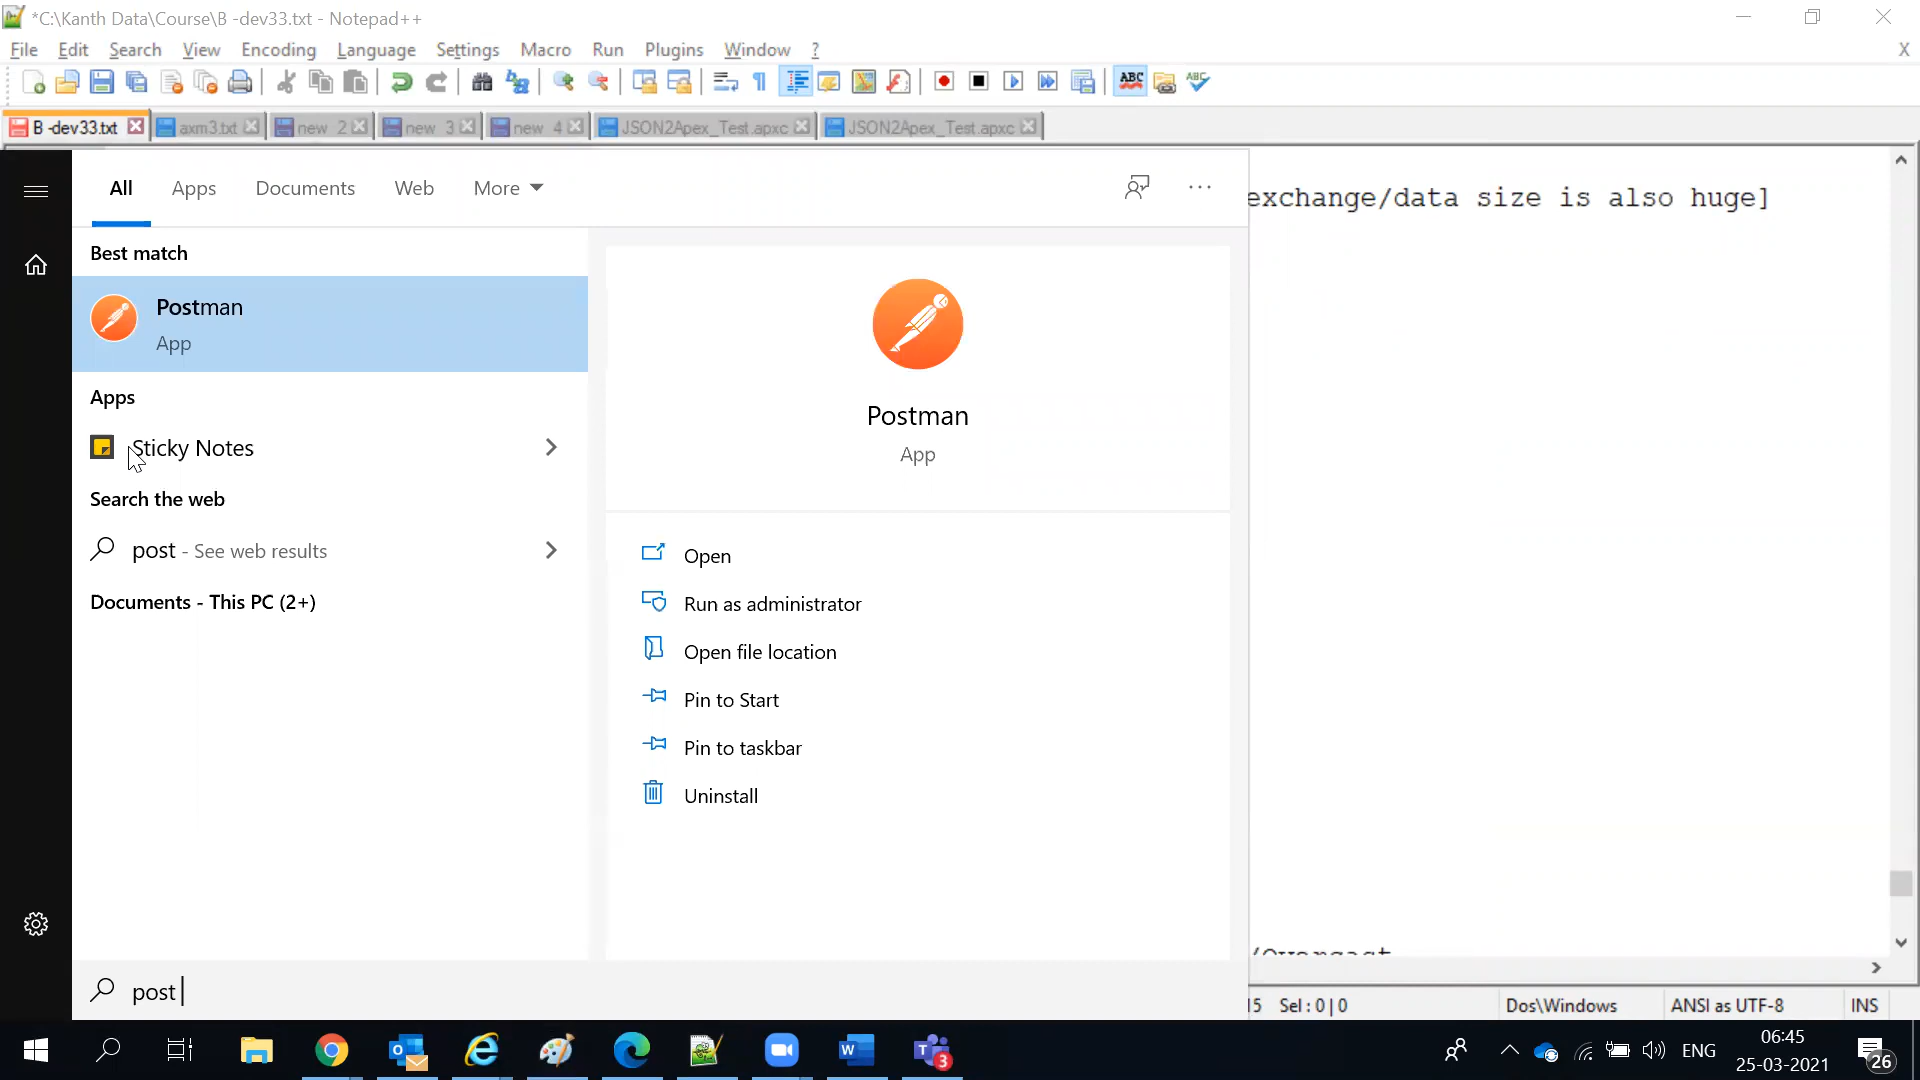 *C:\Kanth Data\Course\B -dev33.txt - Notepad++
File Edit Search View Encoding Language Settings Macro Run Plugins Window ?
X
ABC
ABC
B -dev33.txt axm3.txt new 2 new 3 new 4 JSON2Apex_Test.apxc JSON2Apex_Test.apxc
All Apps Documents Web More
exchange/data size is also huge]
Best match
Postman
App
Apps
Sticky Notes
Search the web
post - See web results
Documents - This PC (2+)
Postman
App
Open
Run as administrator
Open file location
Pin to Start
Pin to taskbar
Uninstall
post
15 Sel : 0 | 0
Dos\Windows ANSI as UTF-8 INS
3
ENG
06:45
25-03-2021
26